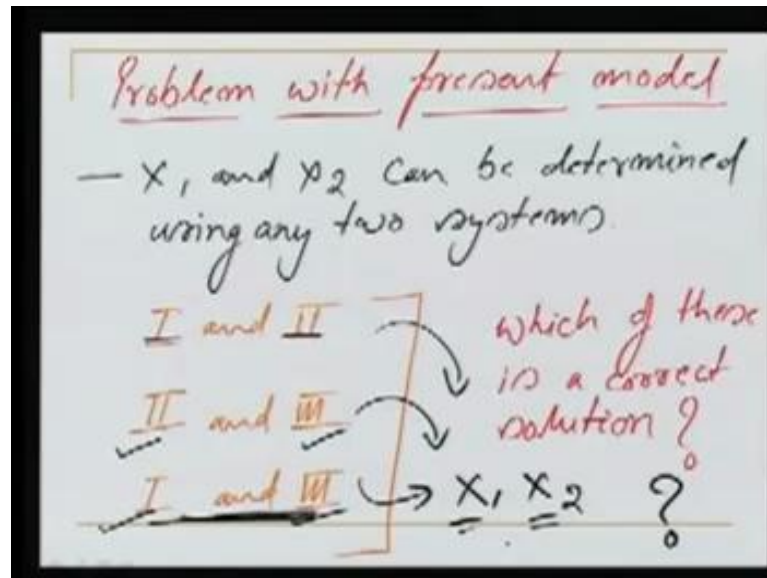 Problem with present model
— x1 and x2 can be determined
using any two systems.
I and II
which of these
is a correct
solution?
II and III
I and III → x1 x2 ?